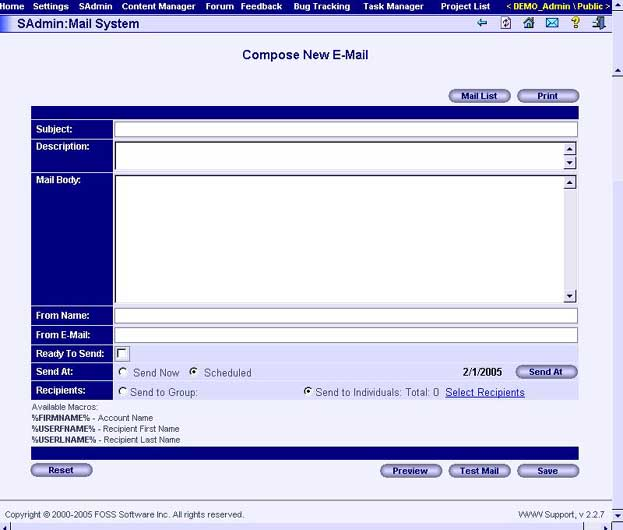 Home Settings SAdmin Content Manager Forum Feedback Bug Tracking Task Manager Project List < DEMO_Admin \ Public >
SAdmin:Mail System
Compose New E-Mail
Mail List Print
Subject:
Description:
Mail Body:
From Name:
From E-Mail:
Ready To Send:
Send At: Send Now Scheduled 2/1/2005 Send At
Recipients: Send to Group: Send to Individuals: Total: 0 Select Recipients
Available Macros:
%FIRMNAME% - Account Name
%USERFNAME% - Recipient First Name
%USERLNAME% - Recipient Last Name
Reset Preview Test Mail Save
Copyright © 2000-2005 FOSS Software Inc. All rights reserved. WWW Support, v 2.2.7